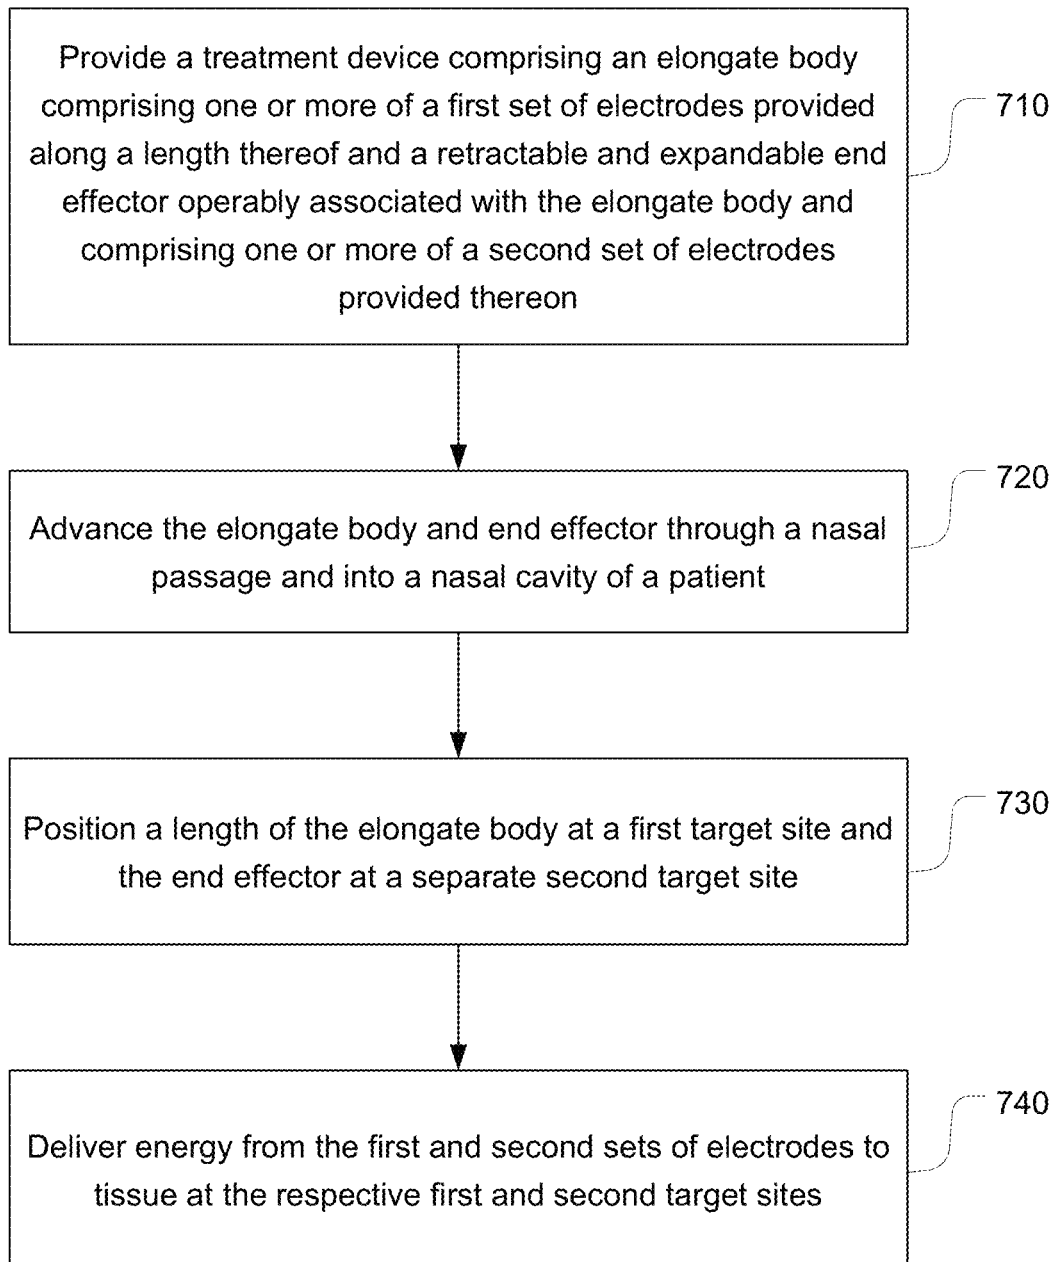 Provide a treatment device comprising an elongate body
comprising one or more of a first set of electrodes provided
along a length thereof and a retractable and expandable end
effector operably associated with the elongate body and
comprising one or more of a second set of electrodes
provided thereon
710
Advance the elongate body and end effector through a nasal
passage and into a nasal cavity of a patient
720
Position a length of the elongate body at a first target site and
the end effector at a separate second target site
730
Deliver energy from the first and second sets of electrodes to
tissue at the respective first and second target sites
740